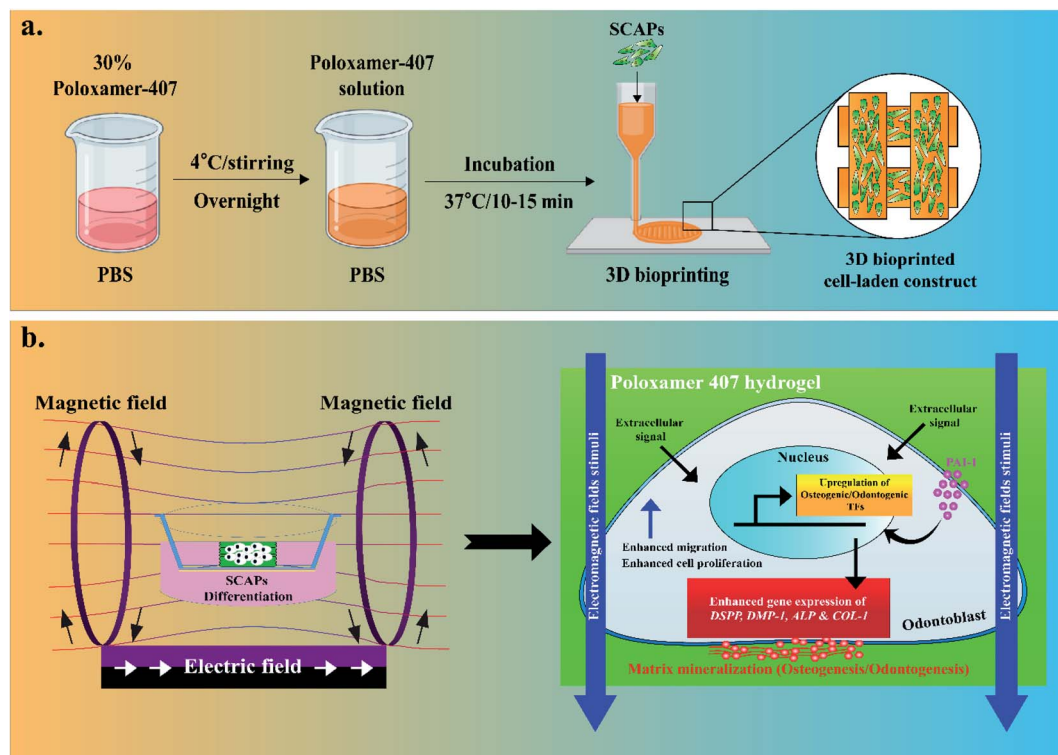 a.
30%
Poloxamer-407
PBS
4°C/stirring
Overnight
Poloxamer-407
solution
PBS
Incubation
37°C/10-15 min
SCAPs
3D bioprinting
3D bioprinted
cell-laden construct
b.
Magnetic field
Magnetic field
SCAPs
Differentiation
Electric field
Poloxamer 407 hydrogel
Electromagnetic fields stimuli
Extracellular
signal
Extracellular
signal
Nucleus
PAI-1
Upregulation of
Osteogenic/Odontogenic
TFs
Enhanced migration
Enhanced cell proliferation
Enhanced gene expression of
DSPP, DMP-1, ALP & COL-1
Odontoblast
Matrix mineralization (Osteogenesis/Odontogenesis)
Electromagnetic fields stimuli